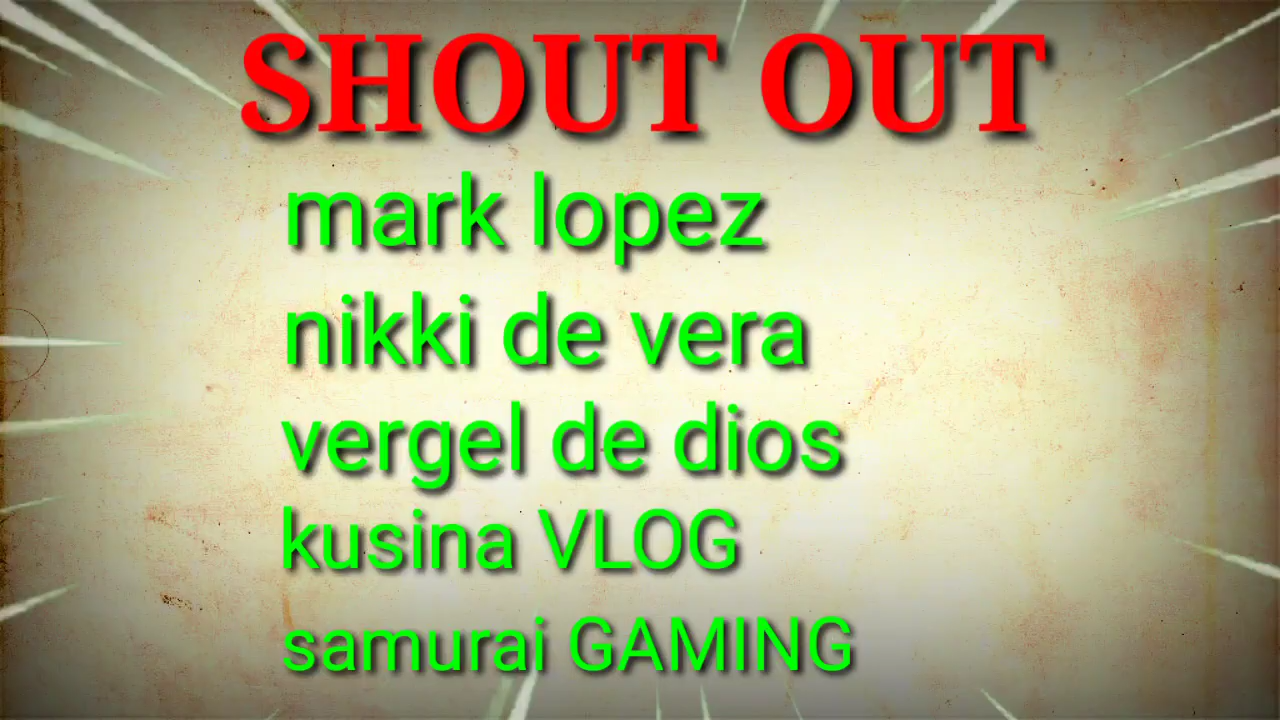 SHOUT OUT
mark lopez
nikki de vera
vergel de dios
kusina VLOG
samurai GAMING